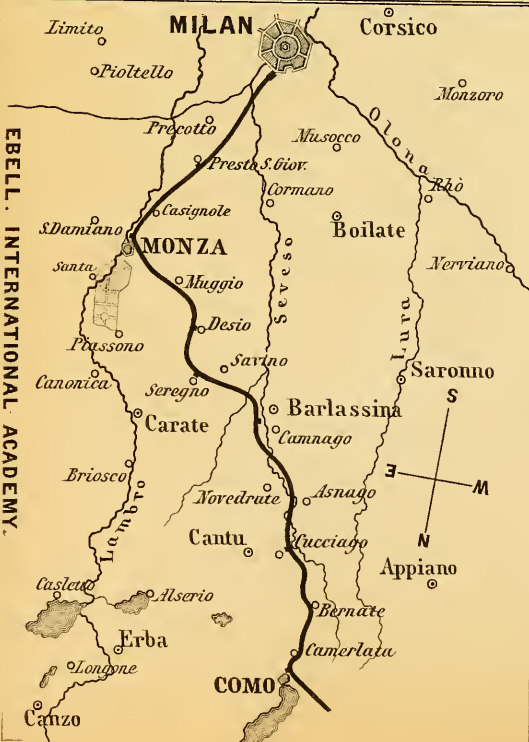 MILAN
Corsico
Limito
Pioltello
Monzoro
Precotto
Olona
Musocco
Presto S. Giov.
Cormano
Rhò
Casignole
S. Damiano
Boilate
MONZA
Santa
Nerviano
Muggio
Seveso
Lura
Desio
Piassono
Savino
Saronno
Canonica
Seregno
S
Barlassina
Carate
Camnago
E
W
Briosco
Novedrate
Asnago
N
Lambro
Cantu
Cucciago
Appiano
Casletto
Alserio
Bernate
Erba
Camerlata
Longone
COMO
Canzo
EBELL. INTERNATIONAL ACADEMY.